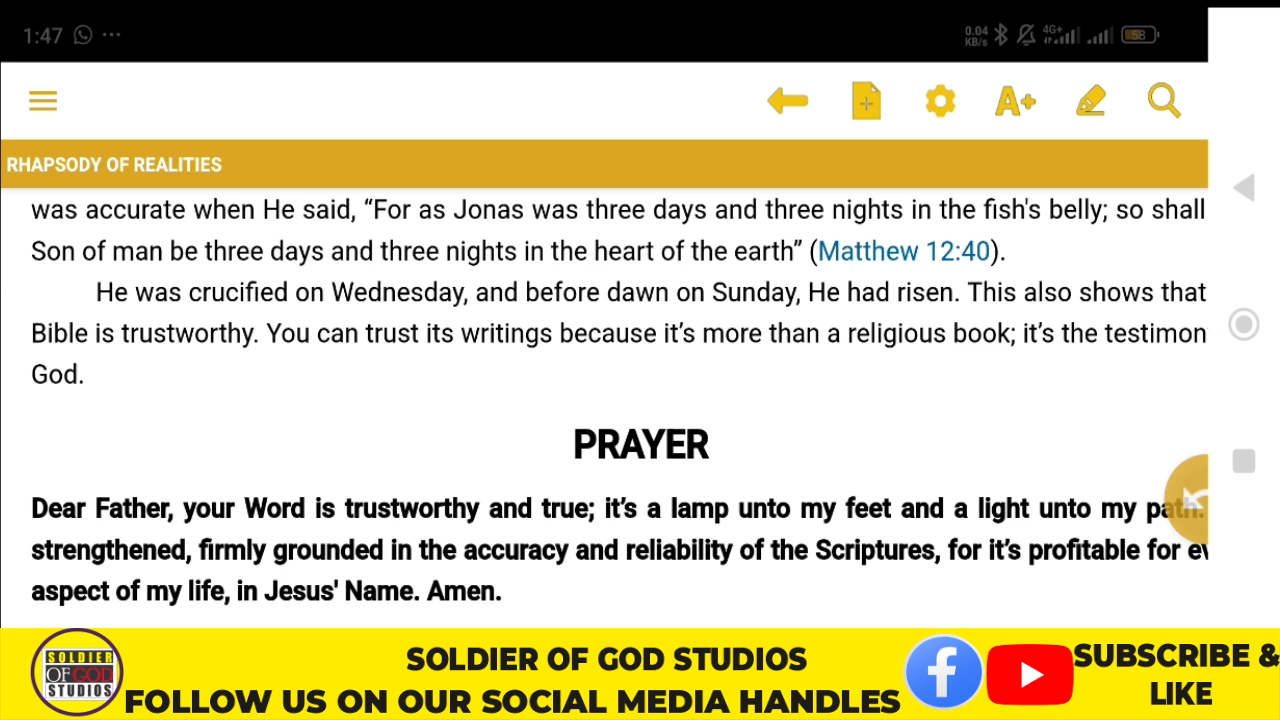 1:47
0.04
KB/s
4G+
58
A+
RHAPSODY OF REALITIES
was accurate when He said, “For as Jonas was three days and three nights in the fish's belly; so shall
Son of man be three days and three nights in the heart of the earth” (Matthew 12:40).
He was crucified on Wednesday, and before dawn on Sunday, He had risen. This also shows that
Bible is trustworthy. You can trust its writings because it’s more than a religious book; it’s the testimon
God.
PRAYER
Dear Father, your Word is trustworthy and true; it’s a lamp unto my feet and a light unto my path.
strengthened, firmly grounded in the accuracy and reliability of the Scriptures, for it’s profitable for ev
aspect of my life, in Jesus' Name. Amen.
SOLDIER
OF GOD
STUDIOS
SOLDIER OF GOD STUDIOS
FOLLOW US ON OUR SOCIAL MEDIA HANDLES
f
SUBSCRIBE &
LIKE